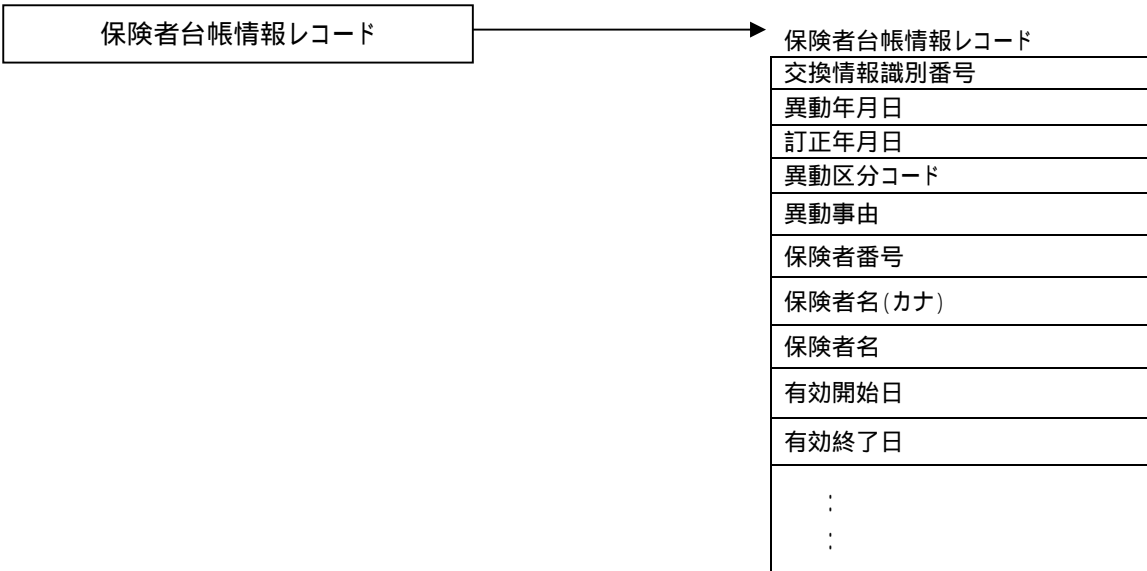 保険者台帳情報レコード
保険者台帳情報レコード
交換情報識別番号
異動年月日
訂正年月日
異動区分コード
異動事由
保険者番号
保険者名(カナ)
保険者名
有効開始日
有効終了日
:
: